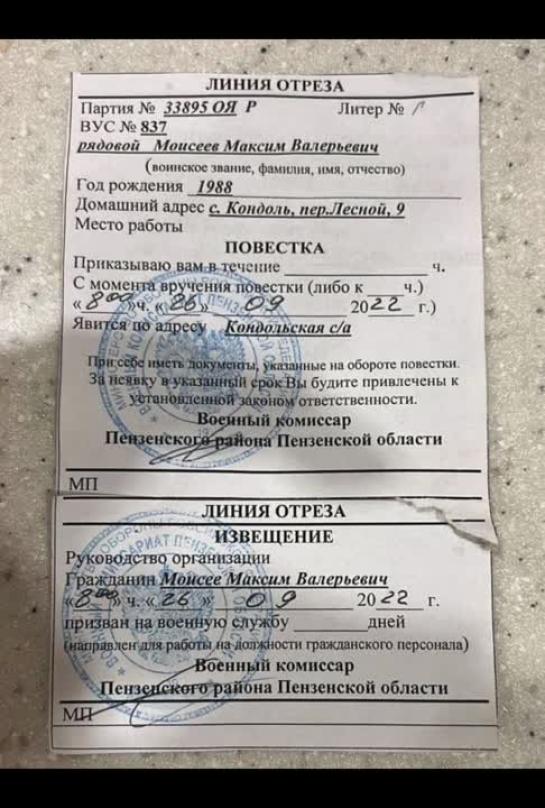 ЛИНИЯ ОТРЕЗА
Партия № 33895 ОЯ Р Литер № /
ВУС № 837
рядовой Моисеев Максим Валерьевич
(воинское звание, фамилия, имя, отчество)
Год рождения 1988
Домашний адрес с. Кондоль, пер.Лесной, 9
Место работы
ПОВЕСТКА
Приказываю вам в течение ____________ ч.
С момента вручения повестки (либо к ____ ч.)
« 8⁰⁰ » ч. « 26 » 09 2022 г.)
Явится по адресу Кондольская с/а
При себе иметь документы, указанные на обороте повестки.
За неявку в указанный срок Вы будите привлечены к
установленной законом ответственности.
Военный комиссар
Пензенского района Пензенской области
МП
ЛИНИЯ ОТРЕЗА
ИЗВЕЩЕНИЕ
Руководство организации
Гражданин Моисее Максим Валерьевич
« 8⁰⁰ » ч. « 26 » 09 2022 г.
призван на военную службу ________ дней
(направлен для работы на должности гражданского персонала)
Военный комиссар
Пензенского района Пензенской области
МП